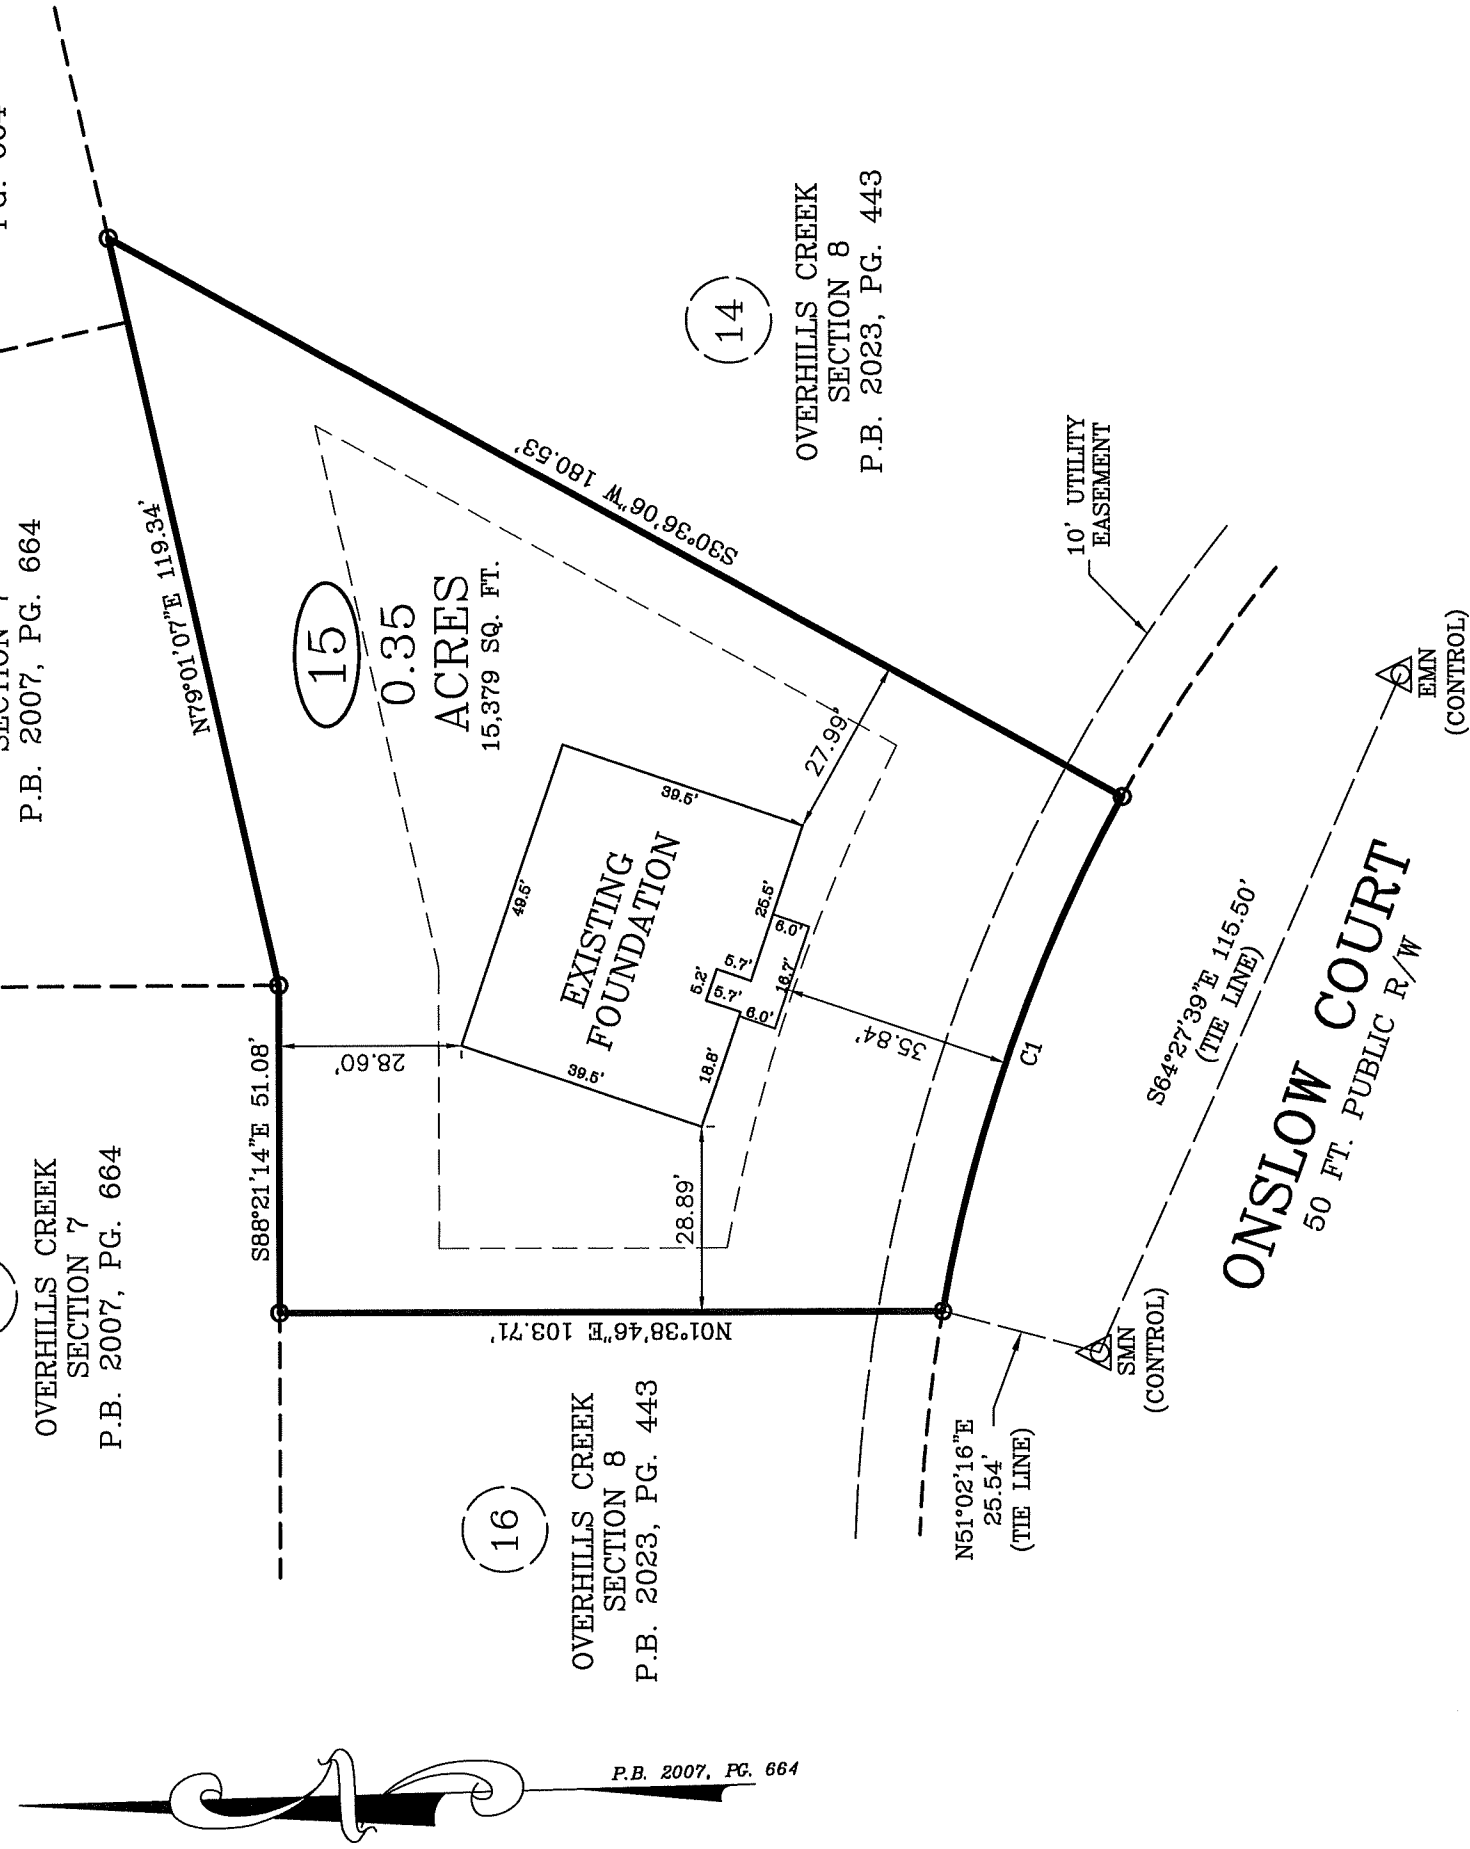 SECTION 7
P.B. 2007, PG. 664
OVERHILLS CREEK
SECTION 7
P.B. 2007, PG. 664
N79°01'07"E 119.34'
S88°21'14"E 51.08'
15
0.35
ACRES
15,379 SQ. FT.
S30°36'06"W 180.53'
14
OVERHILLS CREEK
SECTION 8
P.B. 2023, PG. 443
28.60'
49.5'
39.5'
39.5'
EXISTING
FOUNDATION
27.99'
25.5'
6.0'
5.7'
5.2'
5.7'
16.7'
6.0'
18.8'
28.89'
35.84'
C1
N01°38'46"E 103.71'
16
OVERHILLS CREEK
SECTION 8
P.B. 2023, PG. 443
10' UTILITY
EASEMENT
N51°02'16"E
25.54'
(TIE LINE)
SMN
(CONTROL)
S64°27'39"E 115.50'
(TIE LINE)
EMN
(CONTROL)
ONSLOW COURT
50 FT. PUBLIC R/W
P.B. 2007, PG. 664